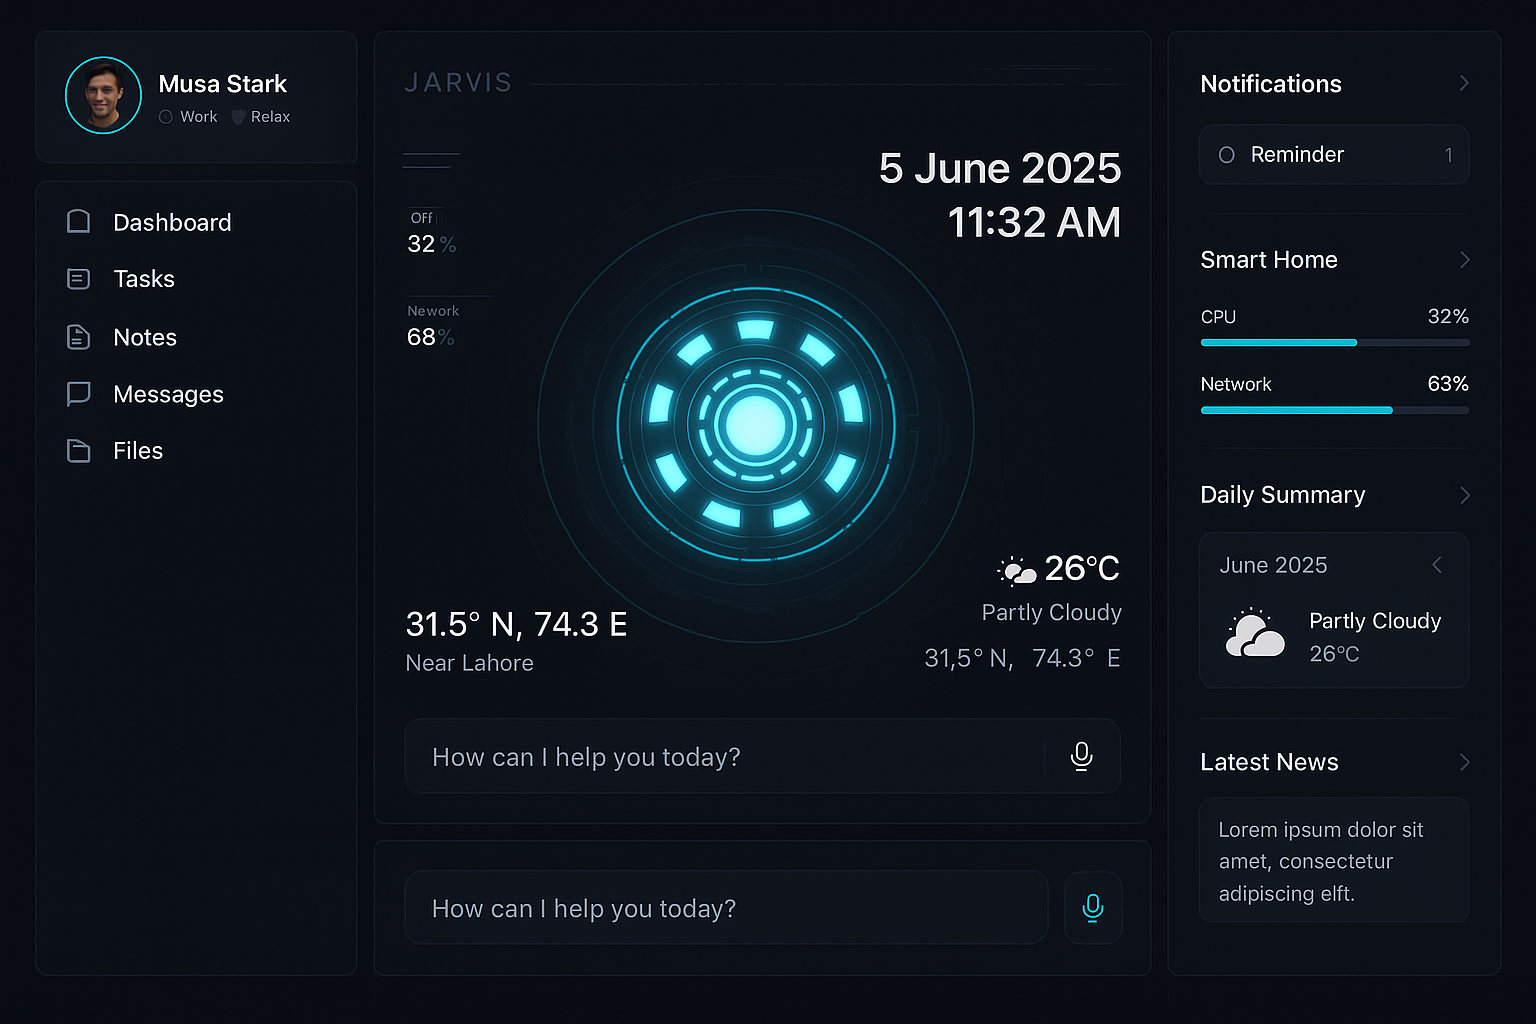 Musa Stark
Work Relax
Dashboard
Tasks
Notes
Messages
Files
JARVIS
5 June 2025
11:32 AM
Off
32 %
Nework
68%
26°C
Partly Cloudy
31,5° N, 74.3° E
31.5° N, 74.3 E
Near Lahore
How can I help you today?
How can I help you today?
Notifications
Reminder 1
Smart Home
CPU 32%
Network 63%
Daily Summary
June 2025
Partly Cloudy
26°C
Latest News
Lorem ipsum dolor sit
amet, consectetur
adipiscing elft.